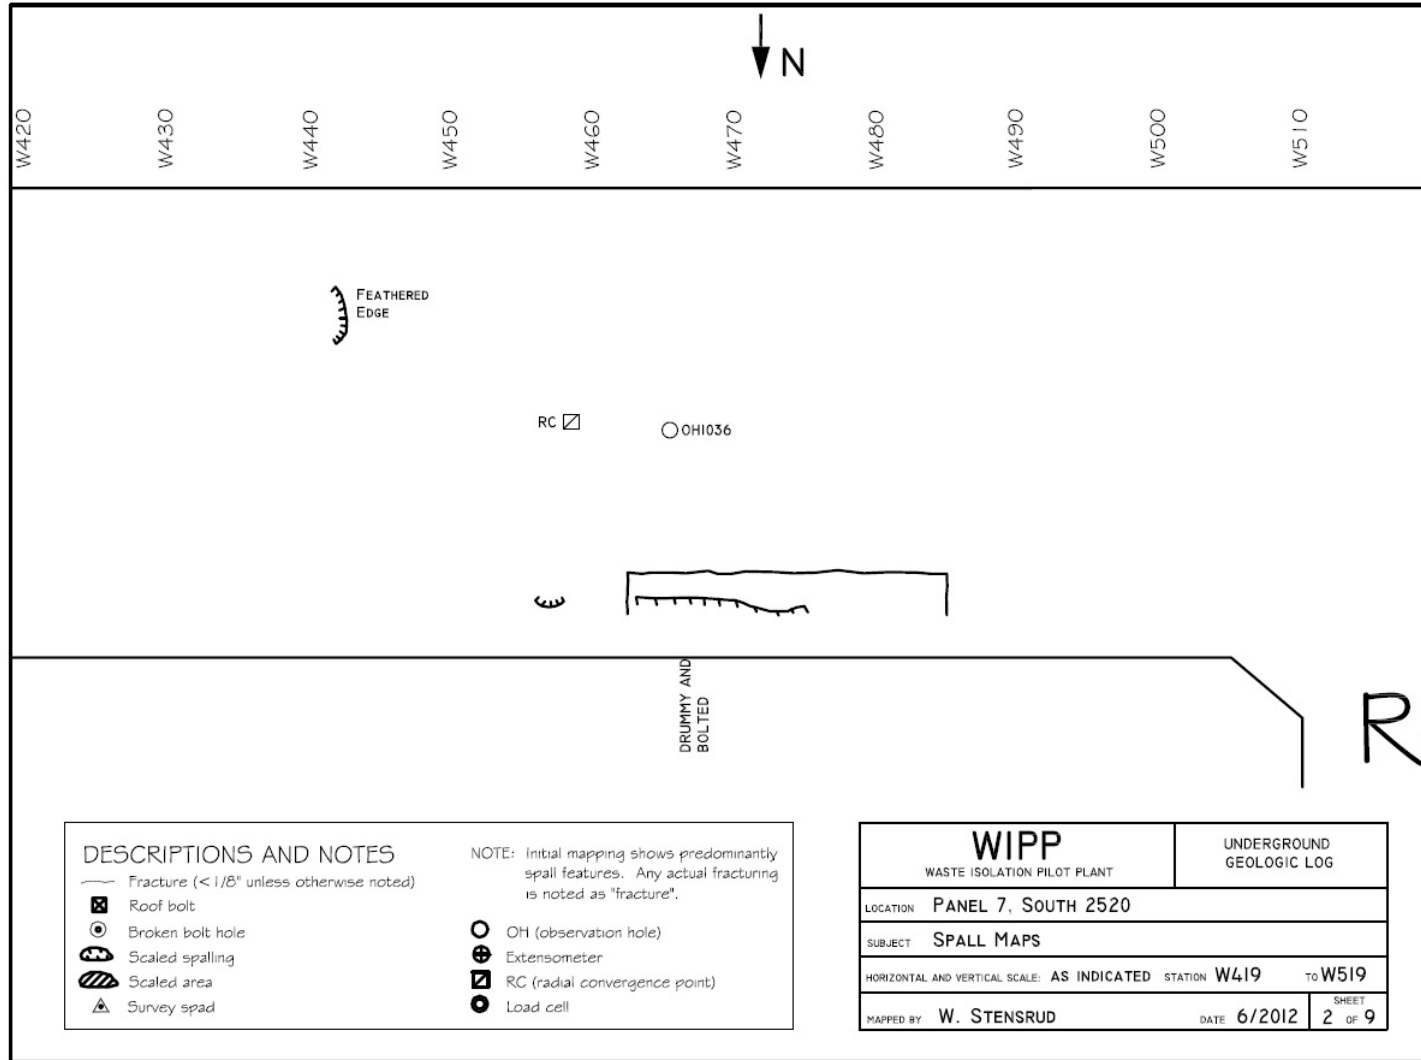 N
W420
W430
W440
W450
W460
W470
W480
W490
W500
W510
FEATHERED
EDGE
RC
OH1036
DRUMMY AND
BOLTED
R
DESCRIPTIONS AND NOTES
Fracture (< 1/8" unless otherwise noted)
Roof bolt
Broken bolt hole
Scaled spalling
Scaled area
Survey spad
NOTE: Initial mapping shows predominantly
spall features. Any actual fracturing
is noted as "fracture".
OH (observation hole)
Extensometer
RC (radial convergence point)
Load cell
WIPP
WASTE ISOLATION PILOT PLANT
UNDERGROUND
GEOLOGIC LOG
LOCATION PANEL 7, SOUTH 2520
SUBJECT SPALL MAPS
HORIZONTAL AND VERTICAL SCALE: AS INDICATED STATION W419 TO W519
MAPPED BY W. STENSRUD DATE 6/2012
SHEET
2 OF 9